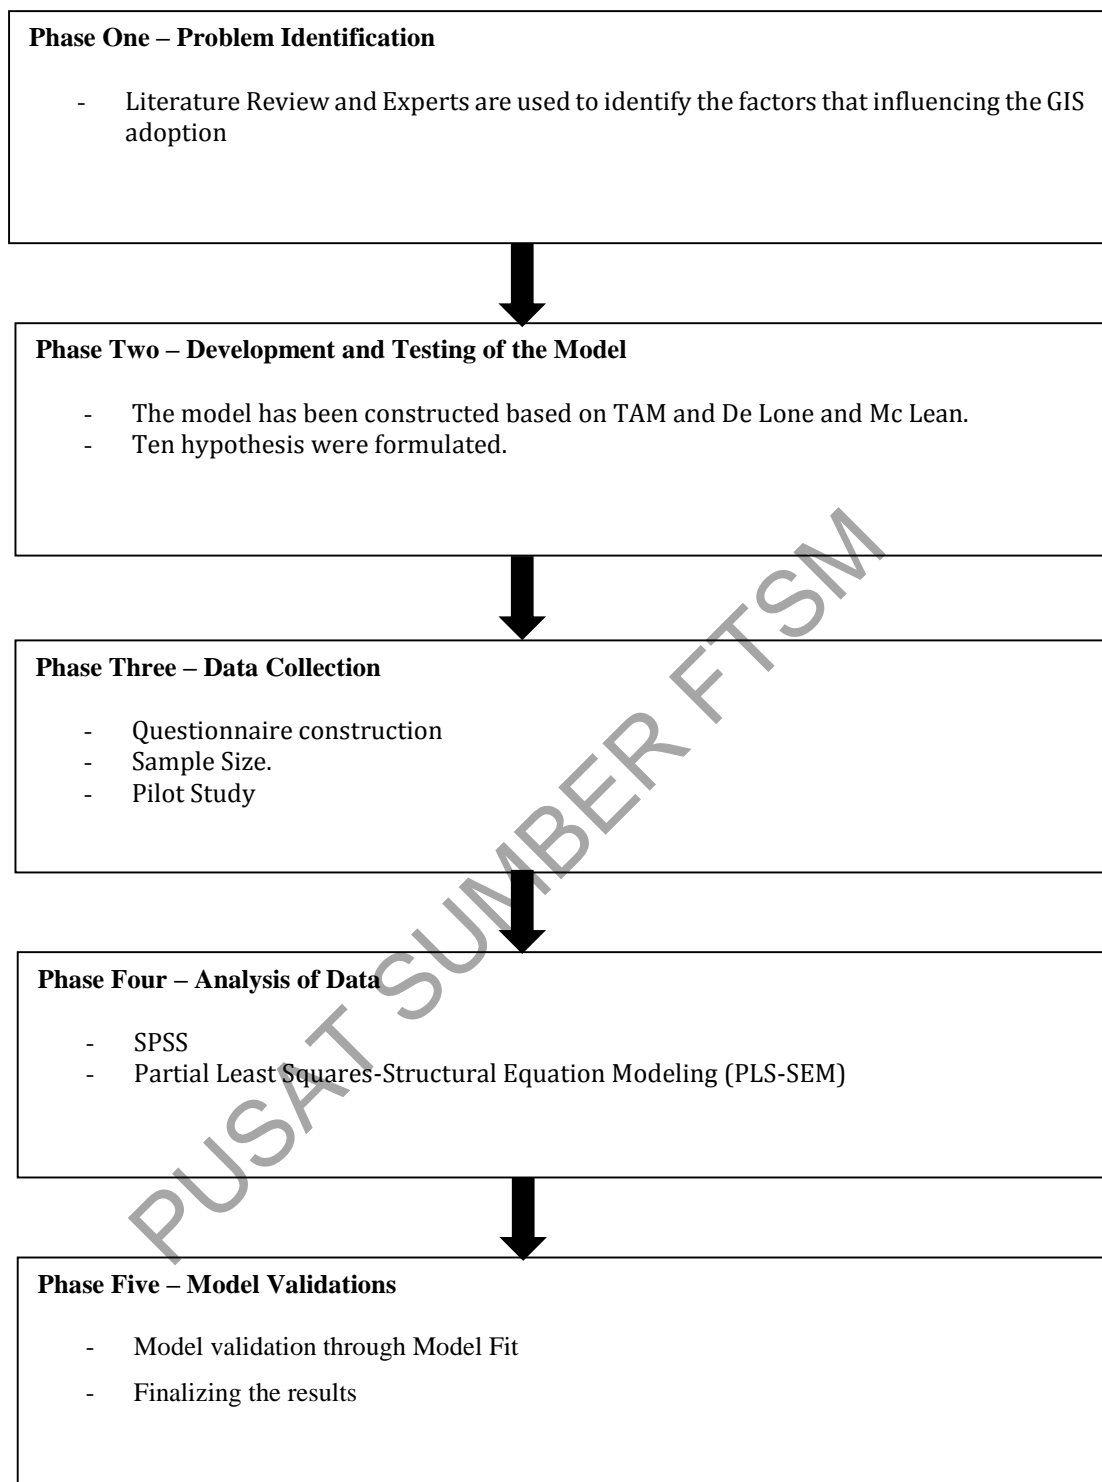 Phase One – Problem Identification
- Literature Review and Experts are used to identify the factors that influencing the GIS
adoption
Phase Two – Development and Testing of the Model
- The model has been constructed based on TAM and De Lone and Mc Lean.
- Ten hypothesis were formulated.
Phase Three – Data Collection
- Questionnaire construction
- Sample Size.
- Pilot Study
Phase Four – Analysis of Data
- SPSS
- Partial Least Squares-Structural Equation Modeling (PLS-SEM)
Phase Five – Model Validations
- Model validation through Model Fit
- Finalizing the results
PUSAT SUMBER FTSM